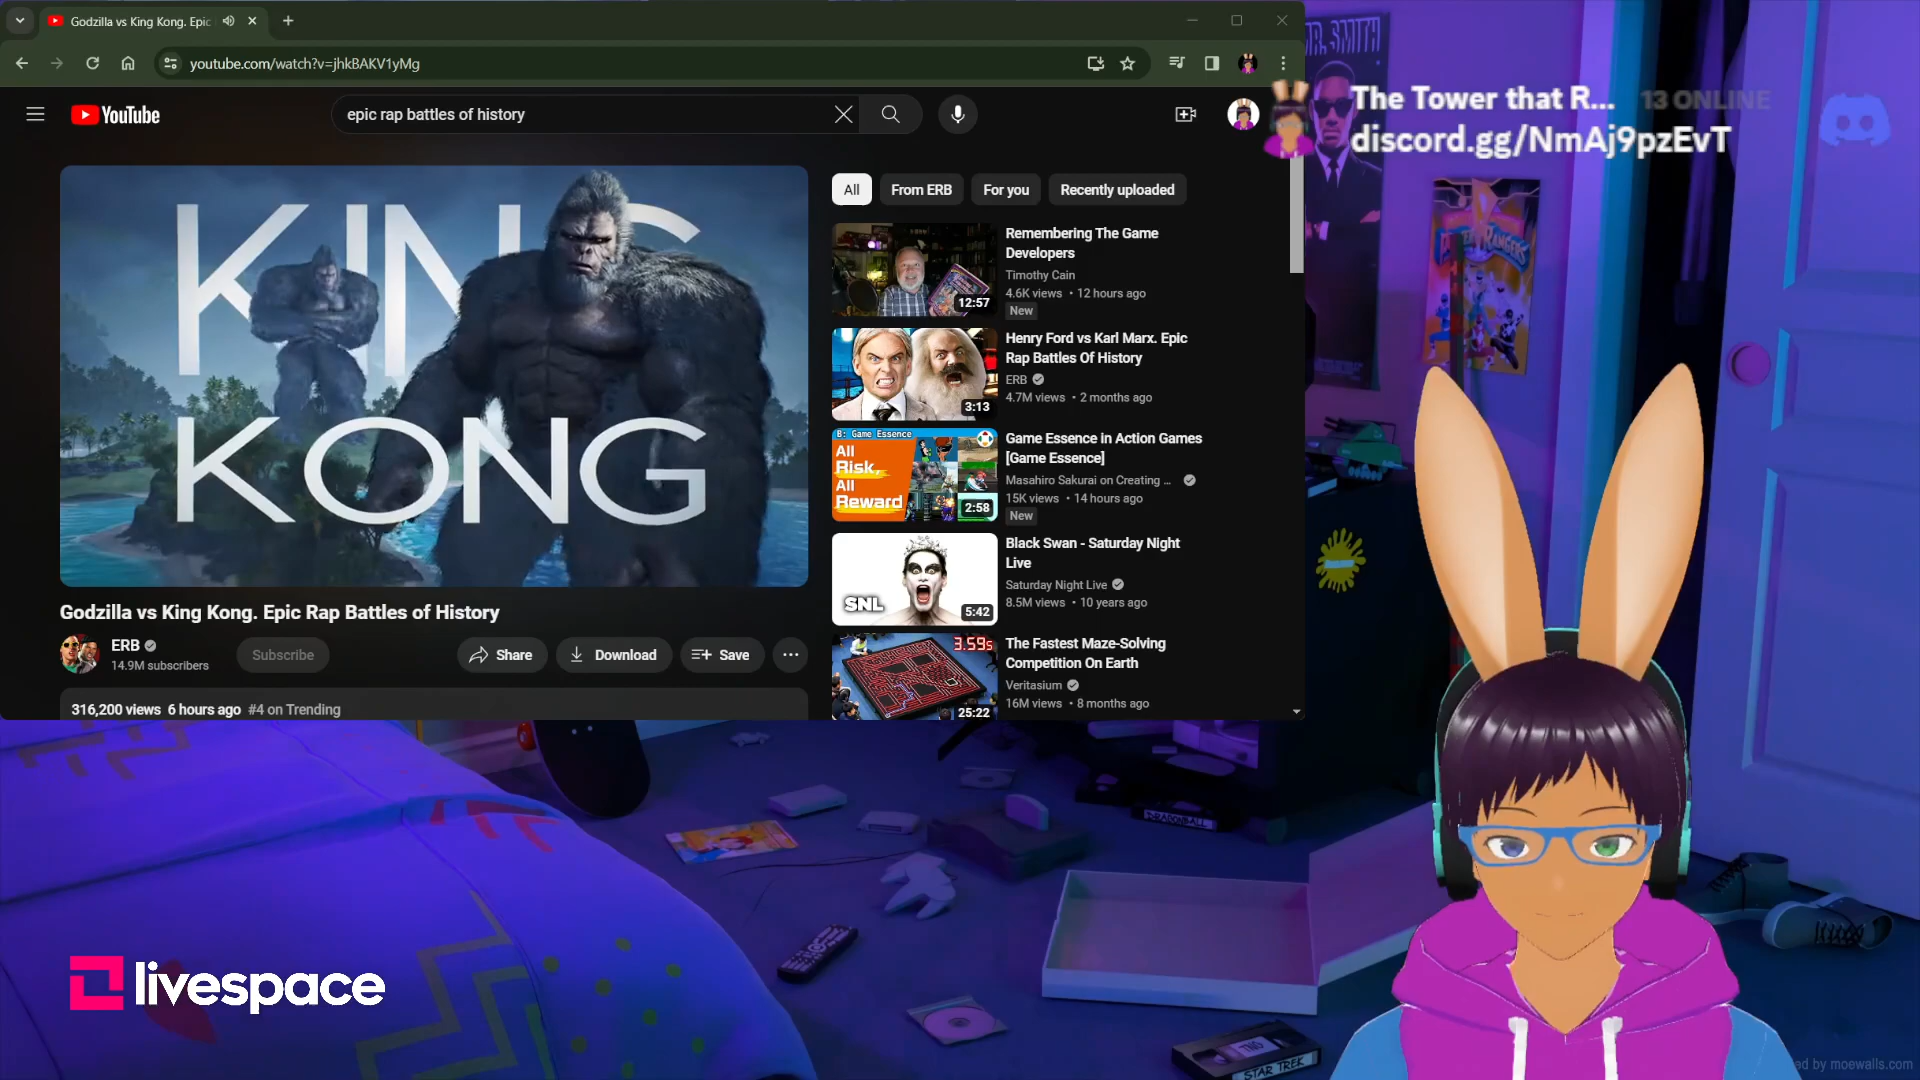 Godzilla vs King Kong. Epic
youtube.com/watch?v=jhkBAKV1yMg
YouTube
epic rap battles of history
The Tower that R...
13 ONLINE
discord.gg/NmAj9pzEvT
MR. SMITH
KING
KONG
Godzilla vs King Kong. Epic Rap Battles of History
ERB
14.9M subscribers
Subscribe
Share
Download
Save
316,200 views 6 hours ago #4 on Trending
All
From ERB
For you
Recently uploaded
12:57
Remembering The Game
Developers
Timothy Cain
4.6K views • 12 hours ago
New
3:13
Henry Ford vs Karl Marx. Epic
Rap Battles Of History
ERB
4.7M views • 2 months ago
B: Game Essence
All
Risk,
All
Reward
2:58
Game Essence in Action Games
[Game Essence]
Masahiro Sakurai on Creating ...
15K views • 14 hours ago
New
SNL
5:42
Black Swan - Saturday Night
Live
Saturday Night Live
8.5M views • 10 years ago
3.59s
25:22
The Fastest Maze-Solving
Competition On Earth
Veritasium
16M views • 8 months ago
DRAGONBALL
livespace
TNG
STAR TREK
by moewalls.com